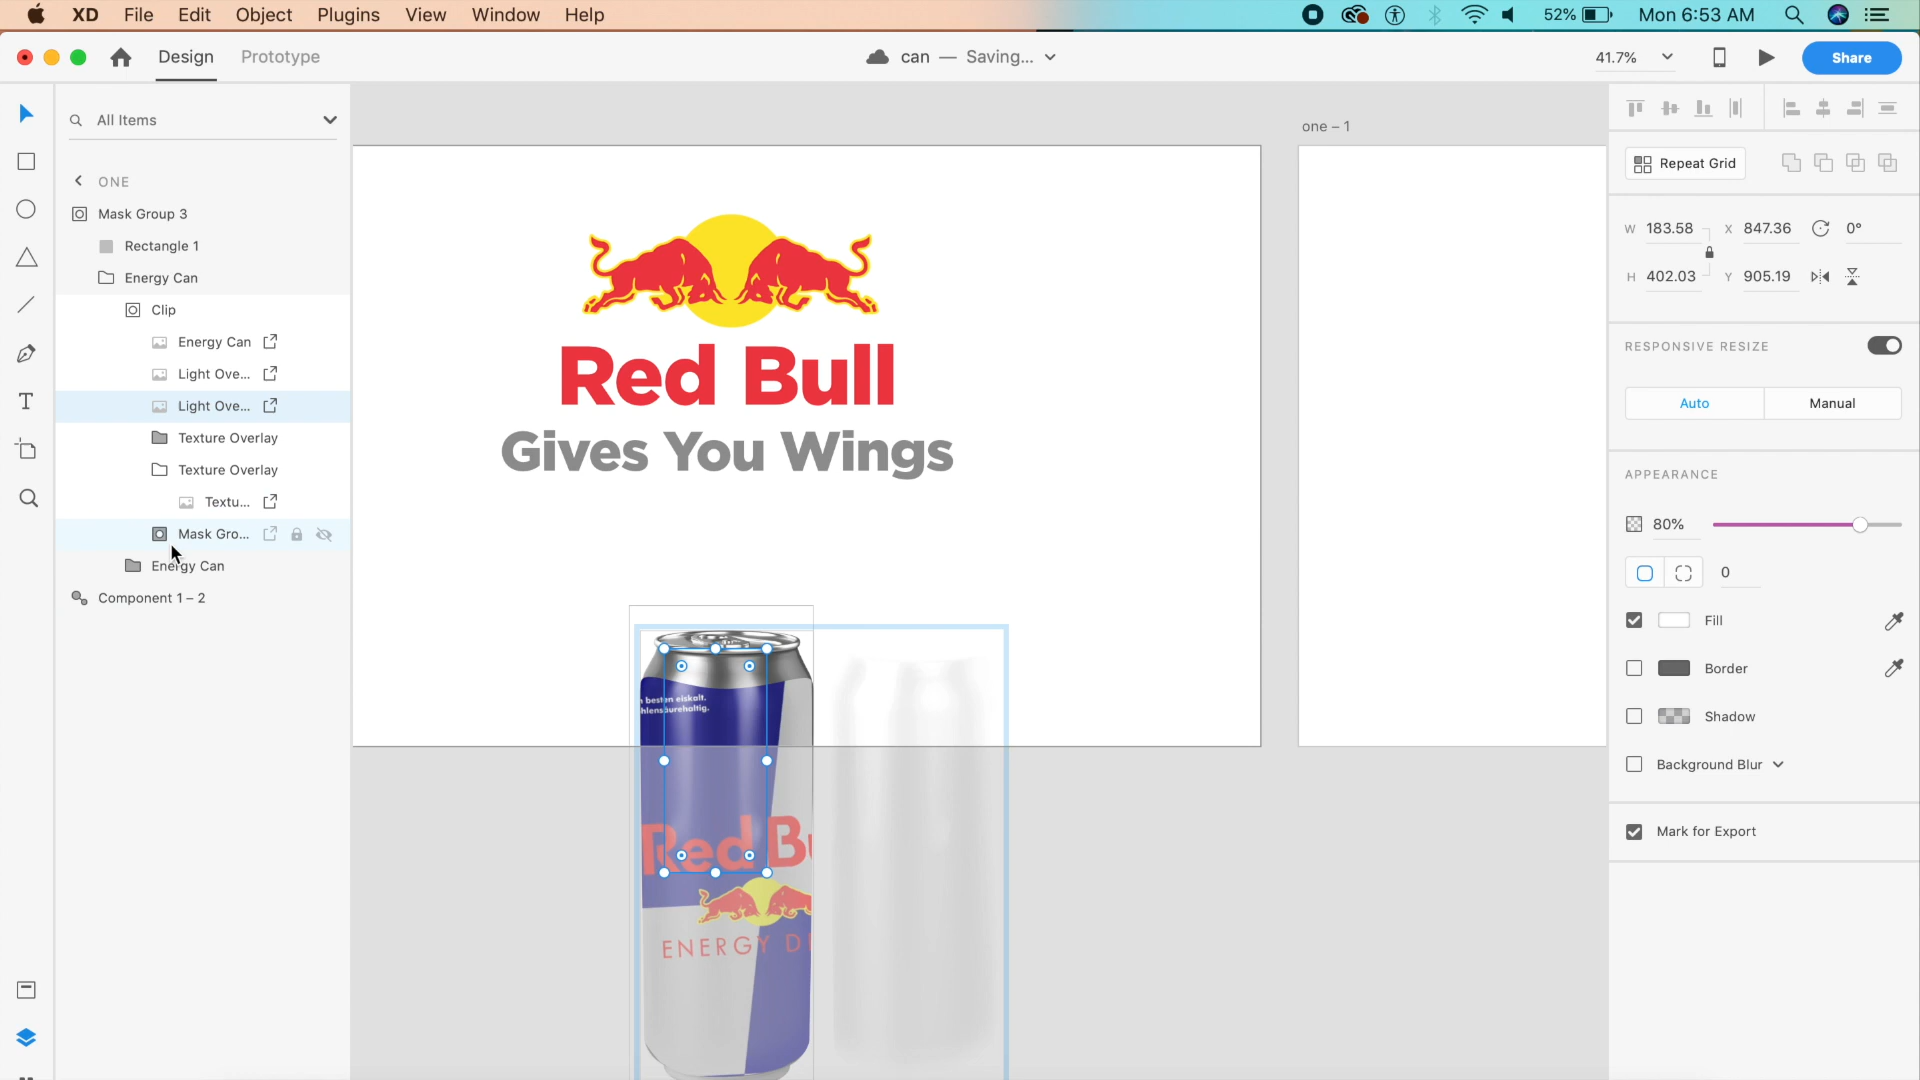 XD File Edit Object Plugins View Window Help
52% Mon 6:53 AM
Design Prototype
can — Saving...
41.7%
Share
All Items
ONE
Mask Group 3
Rectangle 1
Energy Can
Clip
Energy Can
Light Ove...
Light Ove...
Texture Overlay
Texture Overlay
Textu...
Mask Gro...
Energy Can
Component 1 – 2
one – 1
Red Bull
Gives You Wings
besten eiskalt.
hlensäurehaltig.
Red Bu
ENERGY D
Repeat Grid
W 183.58 X 847.36 0°
H 402.03 Y 905.19
RESPONSIVE RESIZE
Auto Manual
APPEARANCE
80%
0
Fill
Border
Shadow
Background Blur
Mark for Export